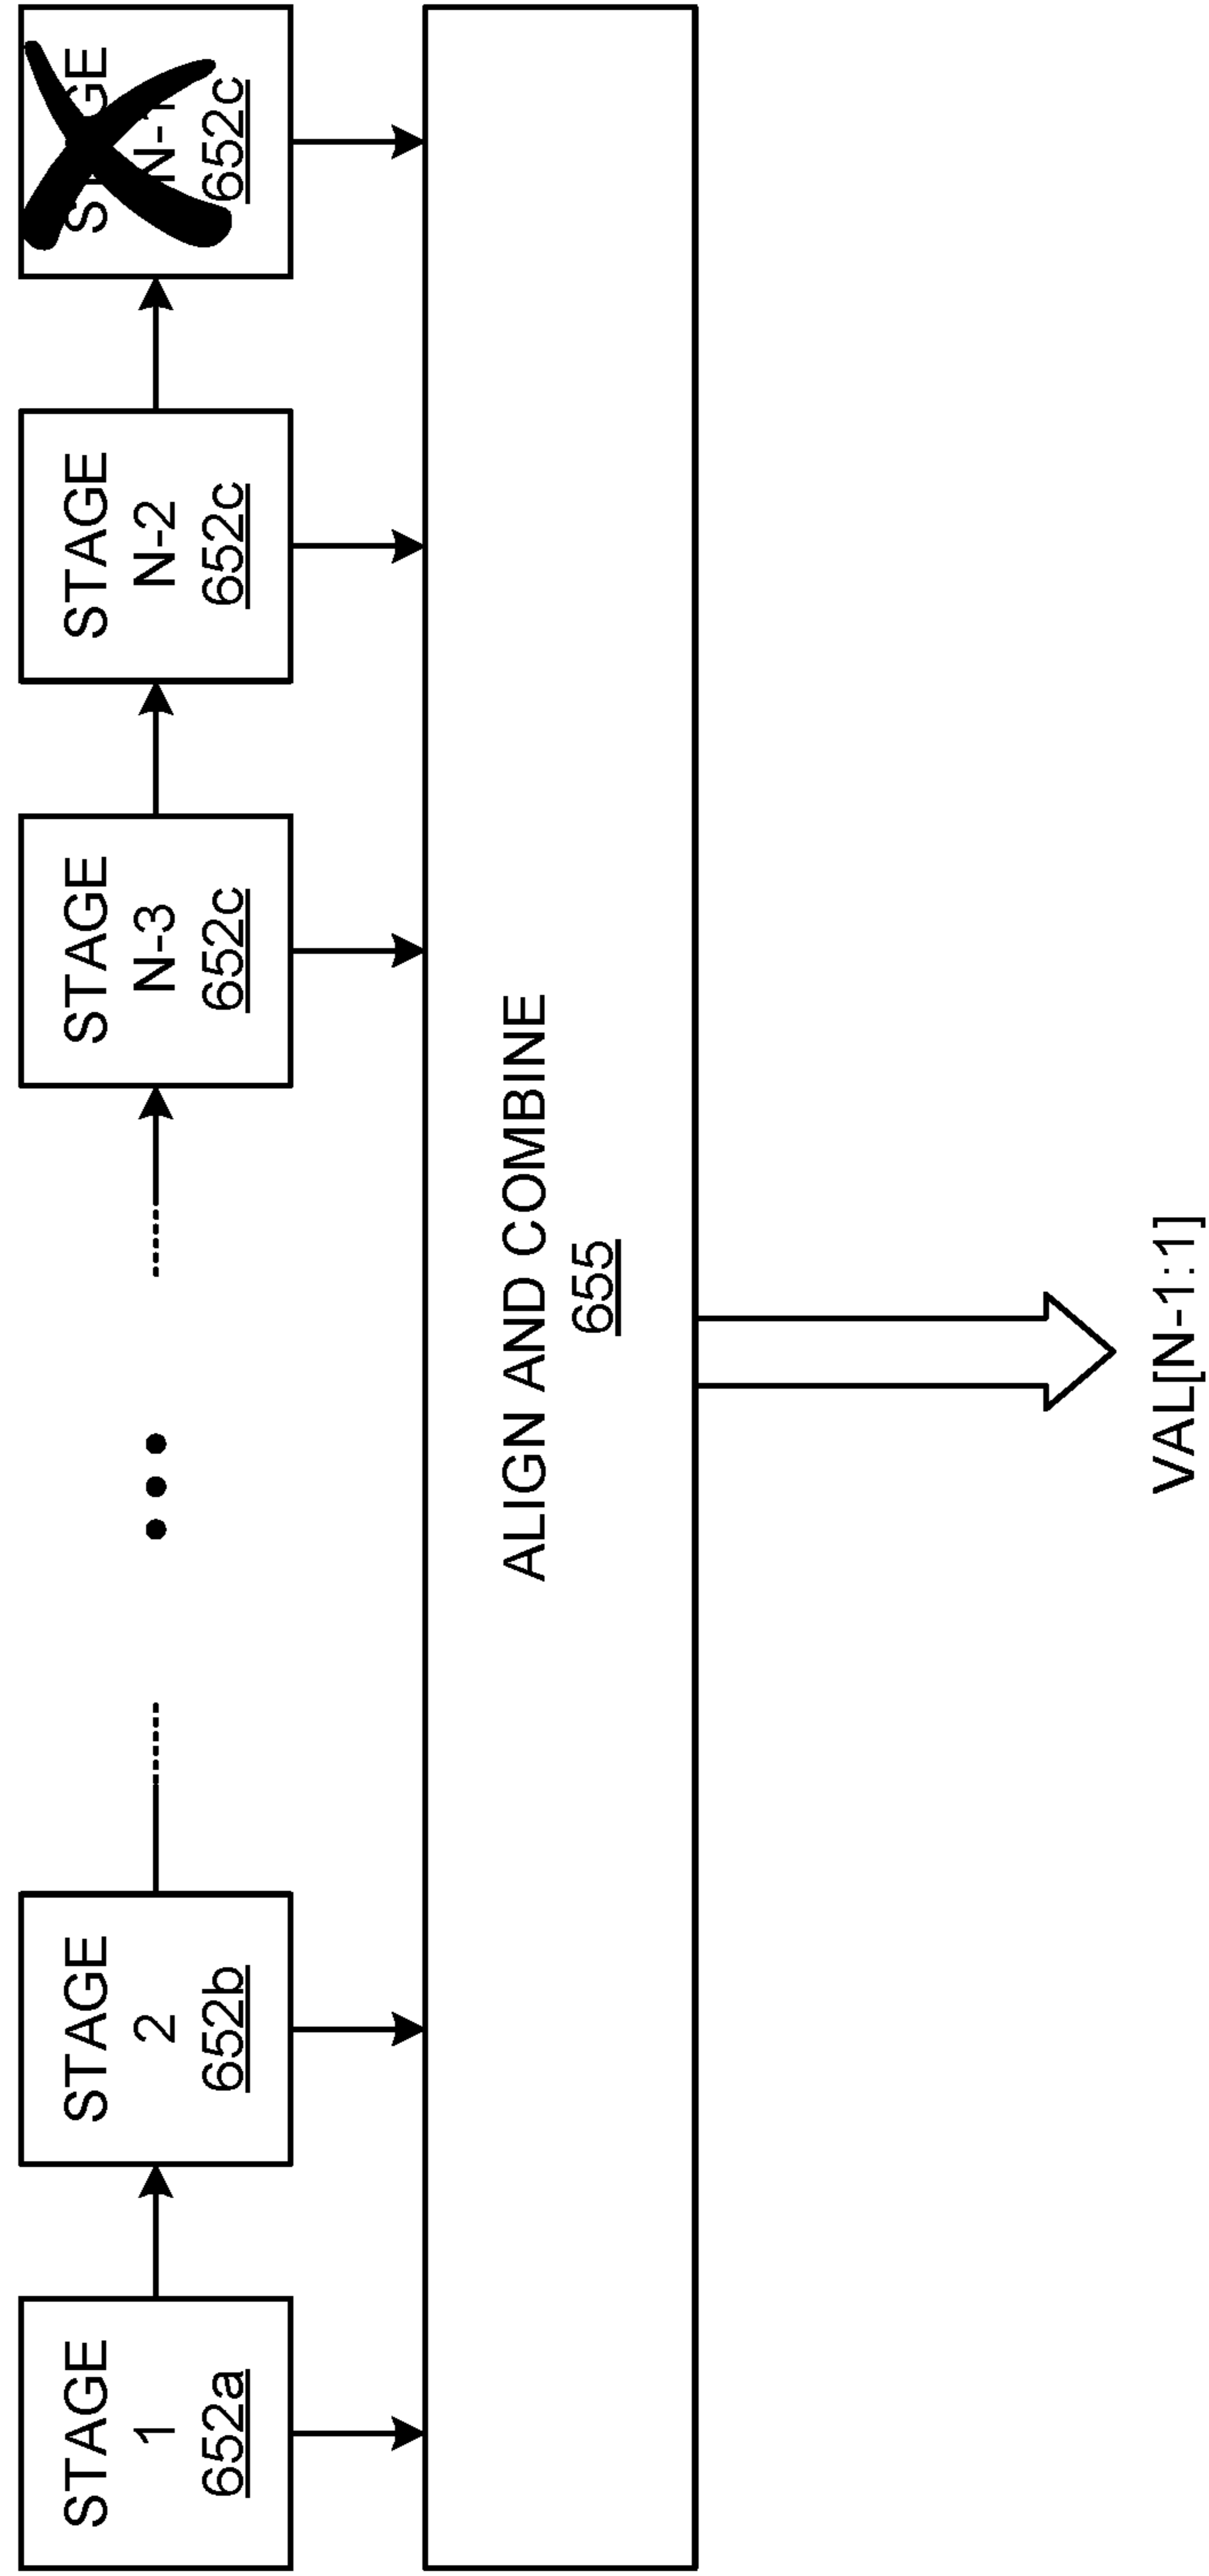 STAGE
1
652a
STAGE
2
652b
STAGE
N-3
652c
STAGE
N-2
652c
652c
ALIGN AND COMBINE
655
VAL[N-1:1]